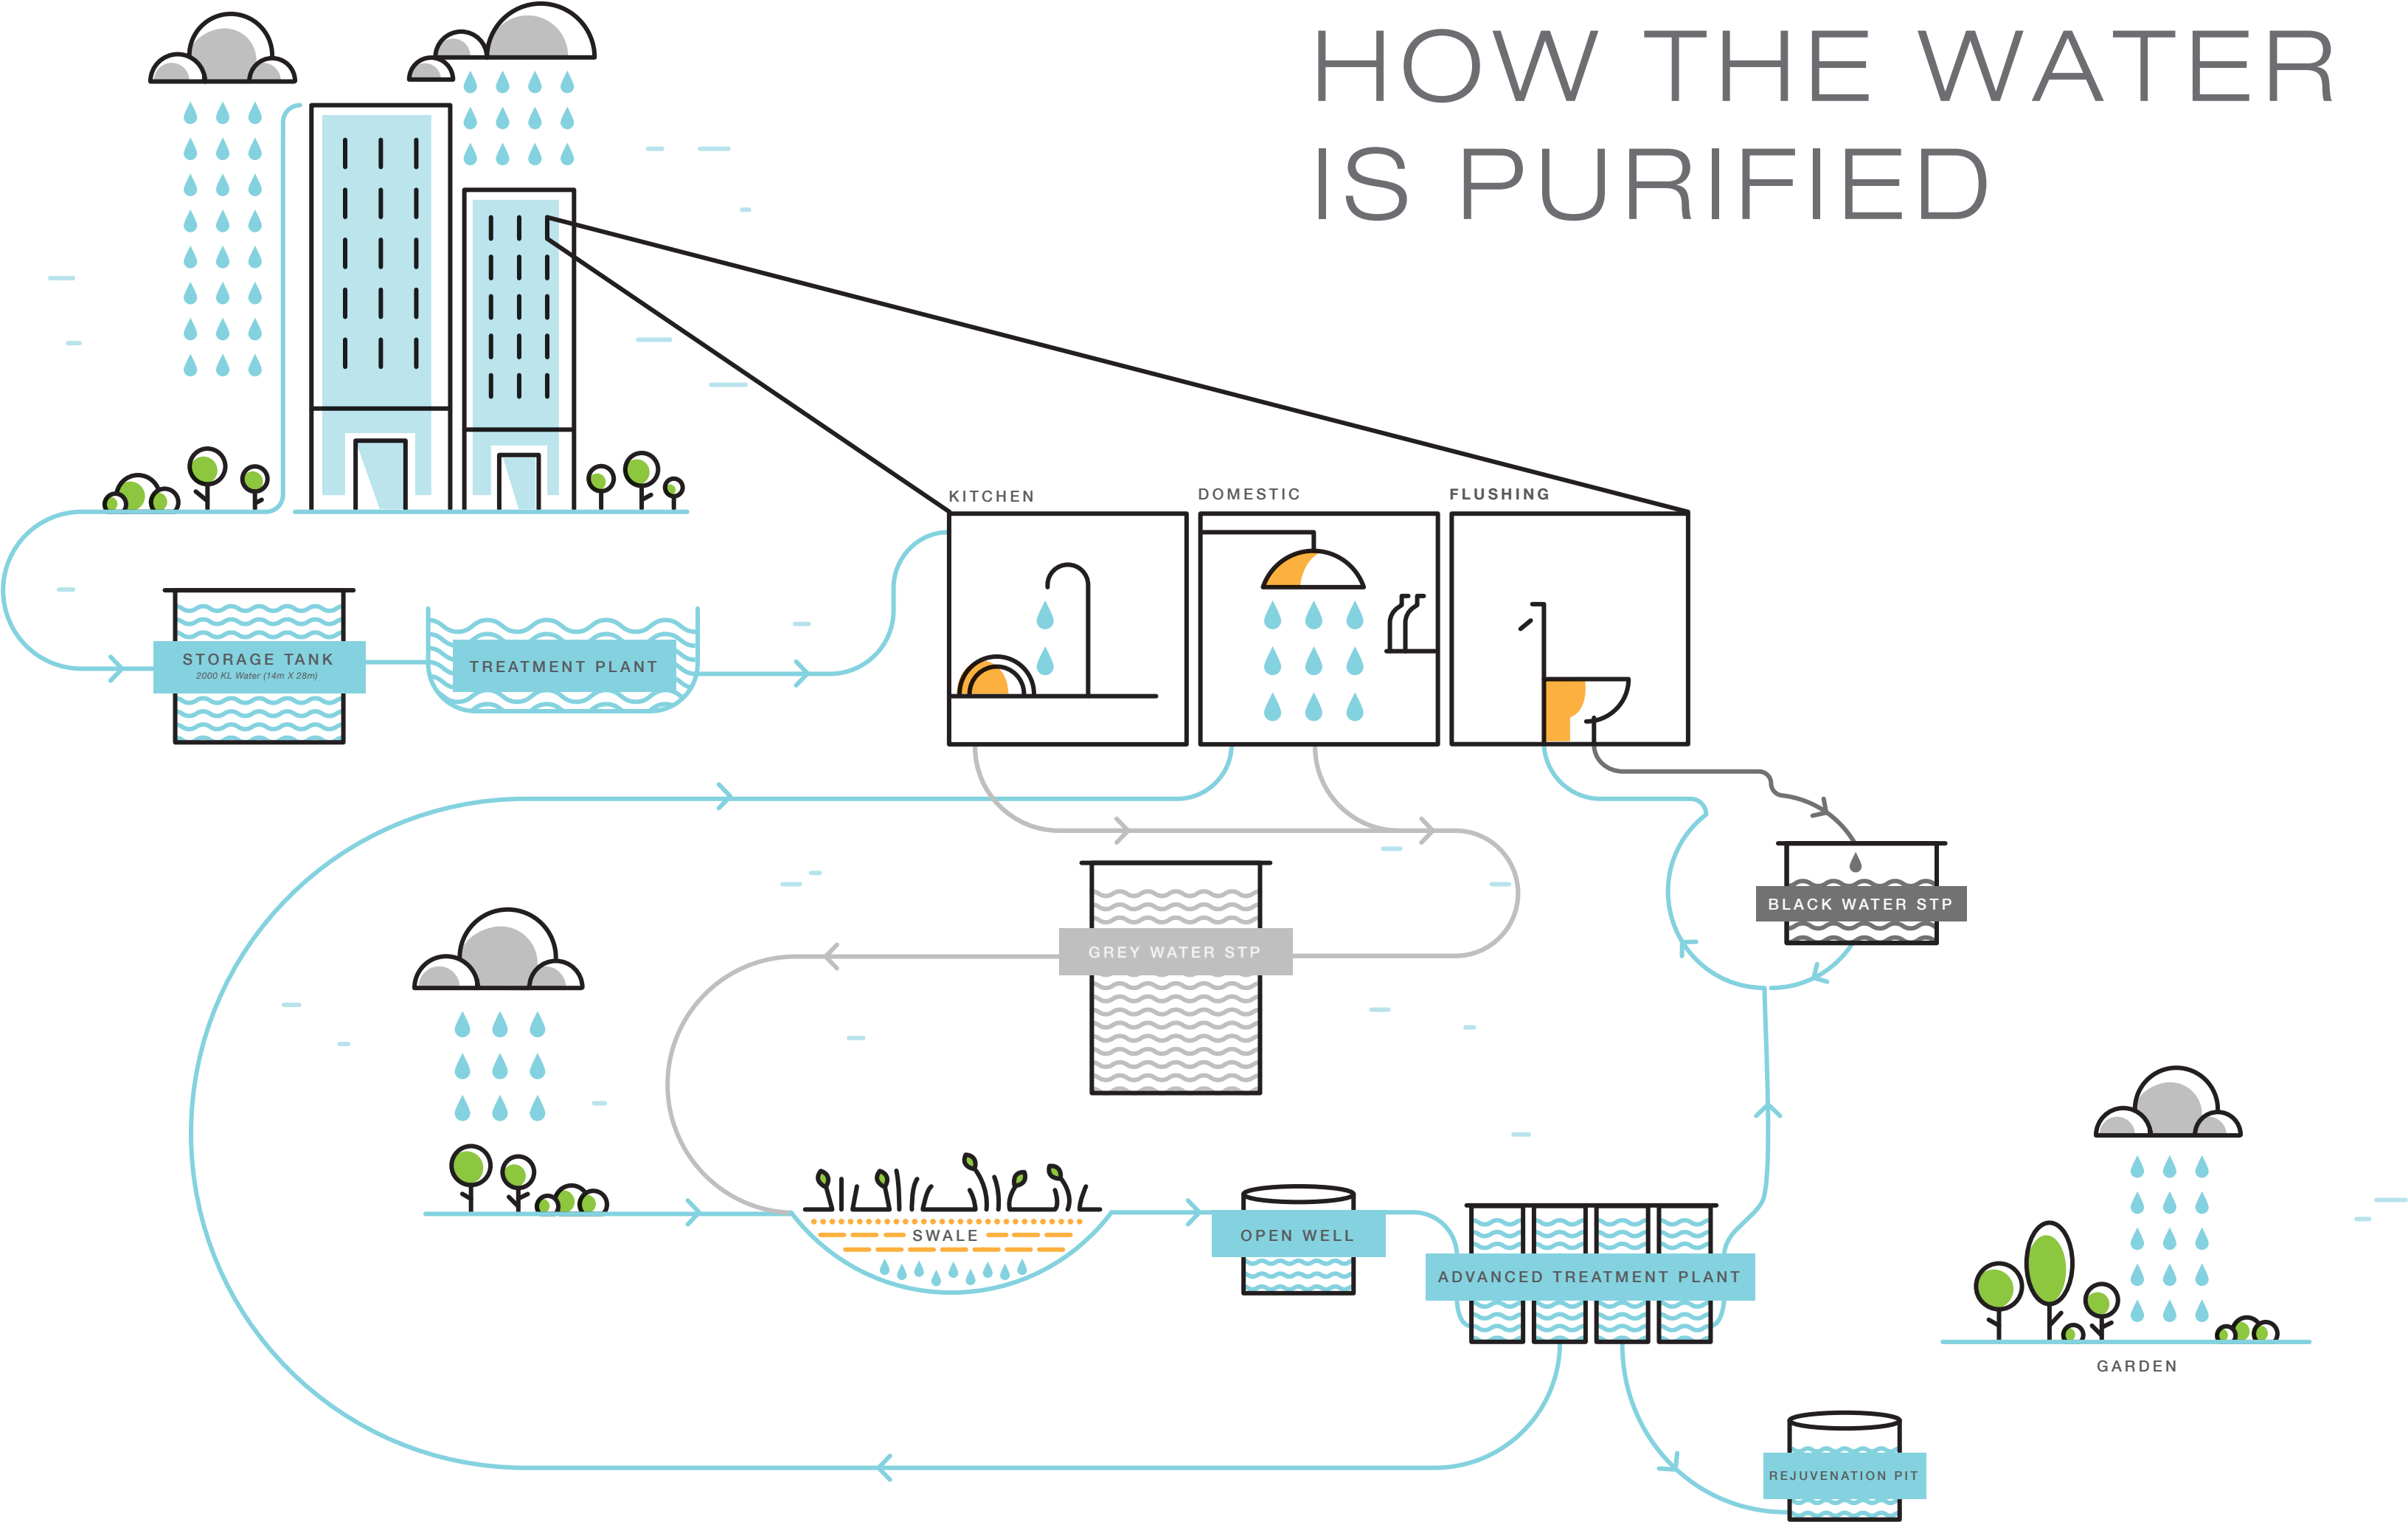 HOW THE WATER
IS PURIFIED
KITCHEN
DOMESTIC
FLUSHING
STORAGE TANK
2000 KL Water (14m X 28m)
TREATMENT PLANT
BLACK WATER STP
GREY WATER STP
SWALE
OPEN WELL
ADVANCED TREATMENT PLANT
GARDEN
REJUVENATION PIT